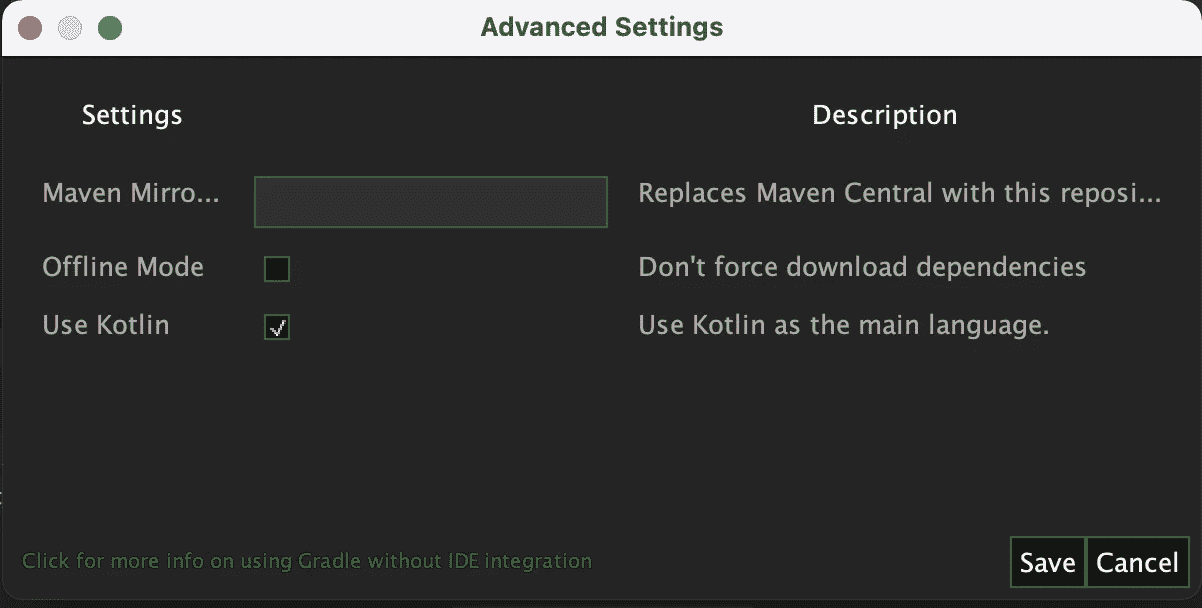 Advanced Settings
Settings Description
Maven Mirro... Replaces Maven Central with this reposi...
Offline Mode Don't force download dependencies
Use Kotlin Use Kotlin as the main language.
Click for more info on using Gradle without IDE integration Save Cancel